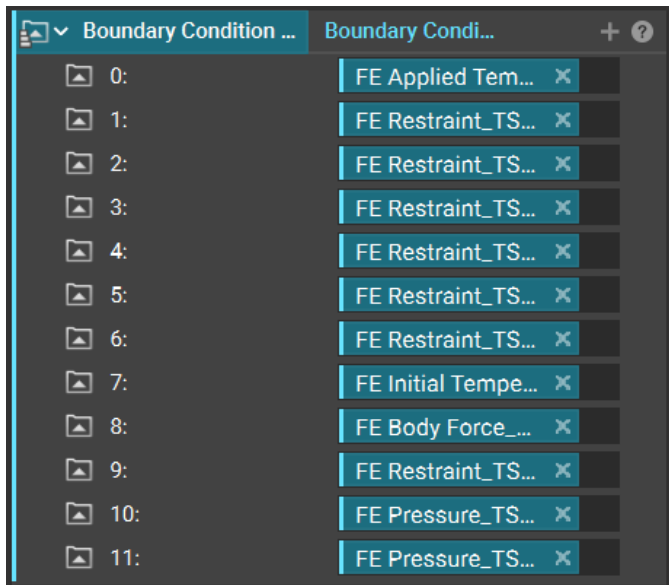 Boundary Condition ... Boundary Condi... + ?
0: FE Applied Tem... ×
1: FE Restraint_TS... ×
2: FE Restraint_TS... ×
3: FE Restraint_TS... ×
4: FE Restraint_TS... ×
5: FE Restraint_TS... ×
6: FE Restraint_TS... ×
7: FE Initial Tempe... ×
8: FE Body Force_... ×
9: FE Restraint_TS... ×
10: FE Pressure_TS... ×
11: FE Pressure_TS... ×